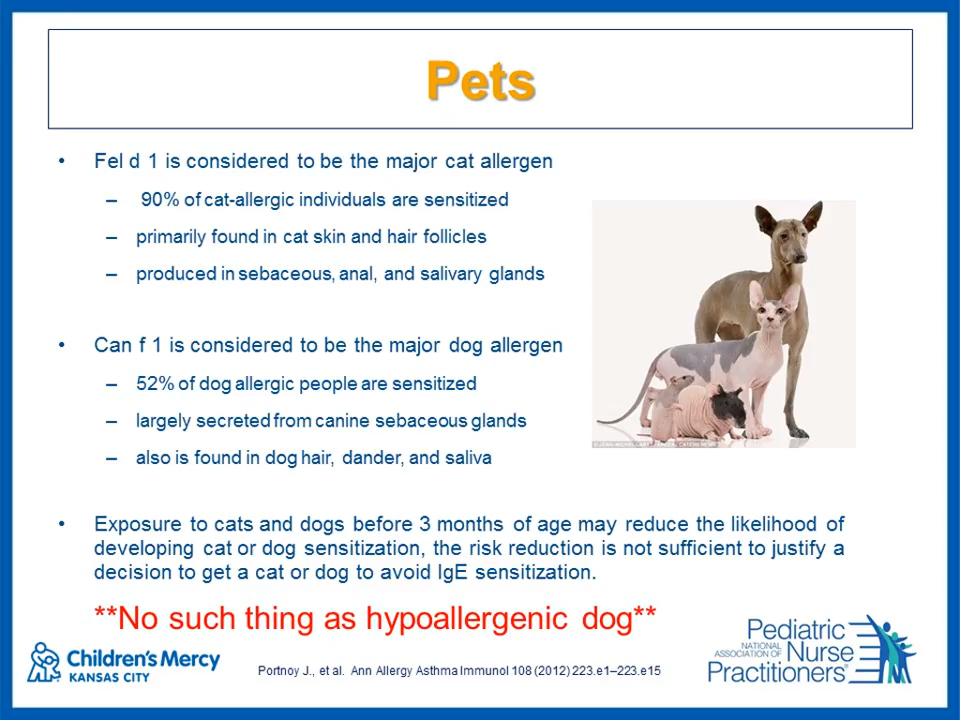 Pets
• Fel d 1 is considered to be the major cat allergen
– 90% of cat-allergic individuals are sensitized
– primarily found in cat skin and hair follicles
– produced in sebaceous, anal, and salivary glands
• Can f 1 is considered to be the major dog allergen
– 52% of dog allergic people are sensitized
– largely secreted from canine sebaceous glands
– also is found in dog hair, dander, and saliva
• Exposure to cats and dogs before 3 months of age may reduce the likelihood of
developing cat or dog sensitization, the risk reduction is not sufficient to justify a
decision to get a cat or dog to avoid IgE sensitization.
**No such thing as hypoallergenic dog**
Children's Mercy
KANSAS CITY
Portnoy J., et al. Ann Allergy Asthma Immunol 108 (2012) 223.e1–223.e15
Pediatric
NATIONAL
ASSOCIATION OF
Nurse
Practitioners